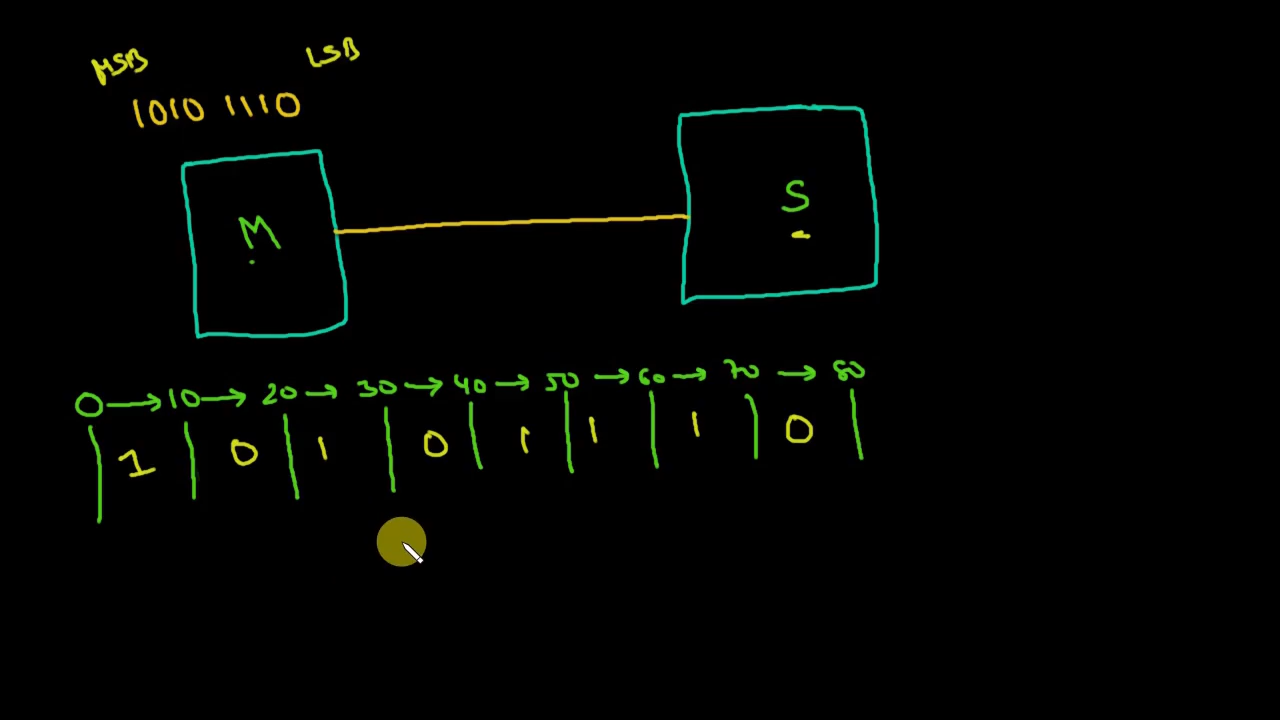 MSB LSB
1010 1110
M S
0 → 10 → 20 → 30 → 40 → 50 → 60 → 70 → 80
1 | 0 | 1 | 0 | 1 | 1 | 1 | 0